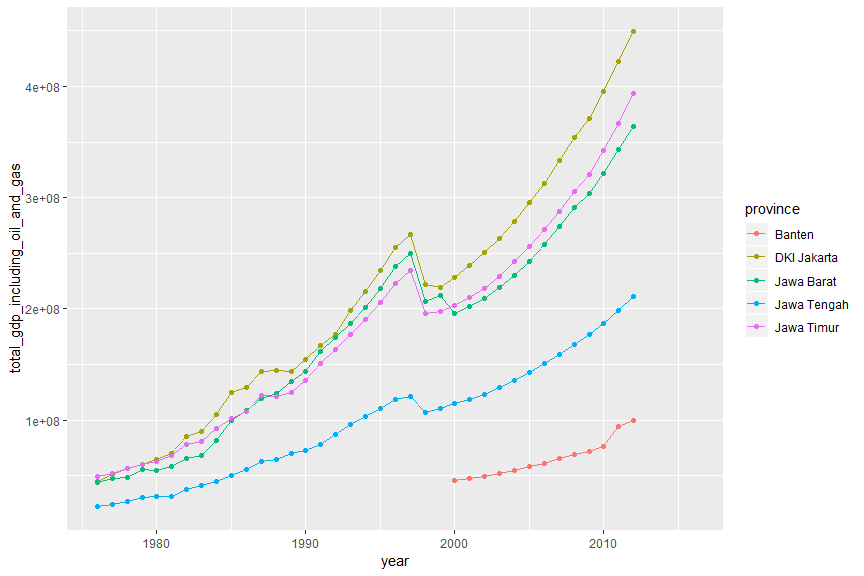 total_gdp_including_oil_and_gas
4e+08
3e+08
2e+08
1e+08
1980 1990 2000 2010
year
province
Banten
DKI Jakarta
Jawa Barat
Jawa Tengah
Jawa Timur